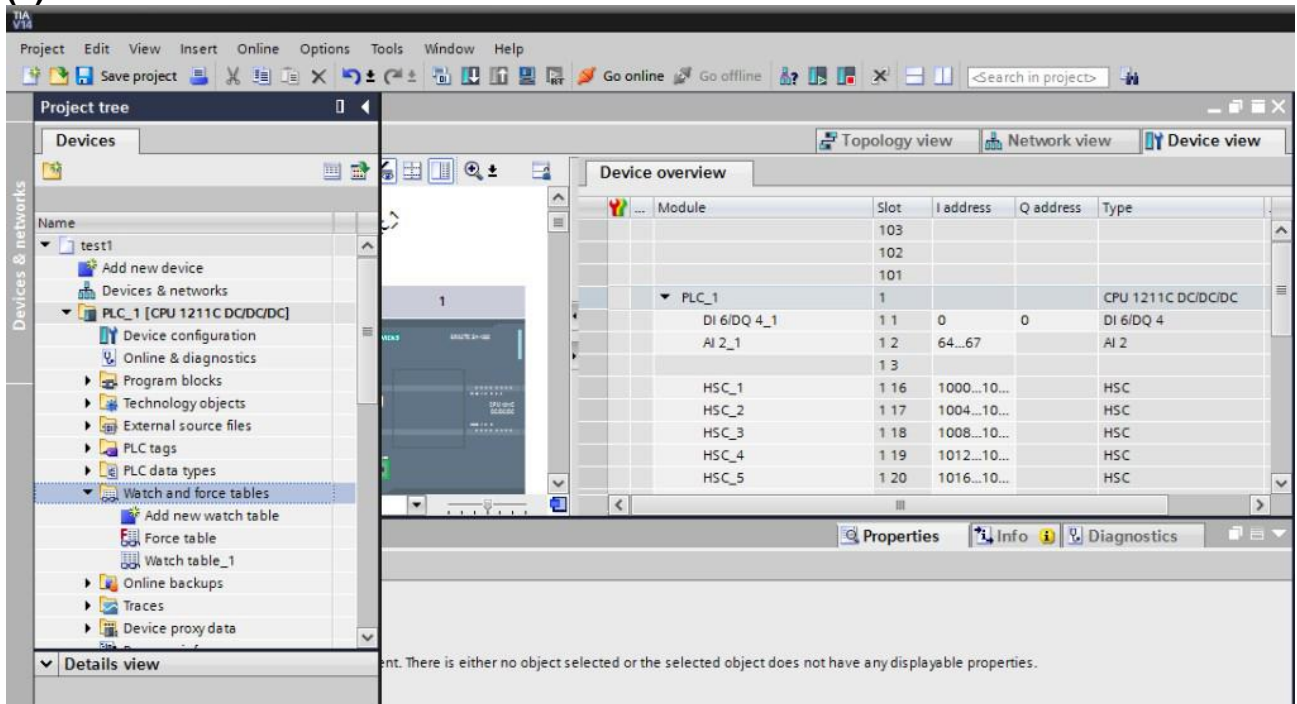 TIA
V14
Project Edit View Insert Online Options Tools Window Help
Save project Go online Go offline <Search in project>
Project tree
Devices
Topology view Network view Device view
Devices & networks
Name
test1
Add new device
Devices & networks
PLC_1 [CPU 1211C DC/DC/DC]
Device configuration
Online & diagnostics
Program blocks
Technology objects
External source files
PLC tags
PLC data types
Watch and force tables
Add new watch table
Force table
Watch table_1
Online backups
Traces
Device proxy data
Details view
1
Device overview
... Module Slot I address Q address Type
103
102
101
PLC_1 1 CPU 1211C DC/DC/DC
DI 6/DQ 4_1 1 1 0 0 DI 6/DQ 4
AI 2_1 1 2 64...67 AI 2
1 3
HSC_1 1 16 1000...10... HSC
HSC_2 1 17 1004...10... HSC
HSC_3 1 18 1008...10... HSC
HSC_4 1 19 1012...10... HSC
HSC_5 1 20 1016...10... HSC
Properties Info Diagnostics
ent. There is either no object selected or the selected object does not have any displayable properties.